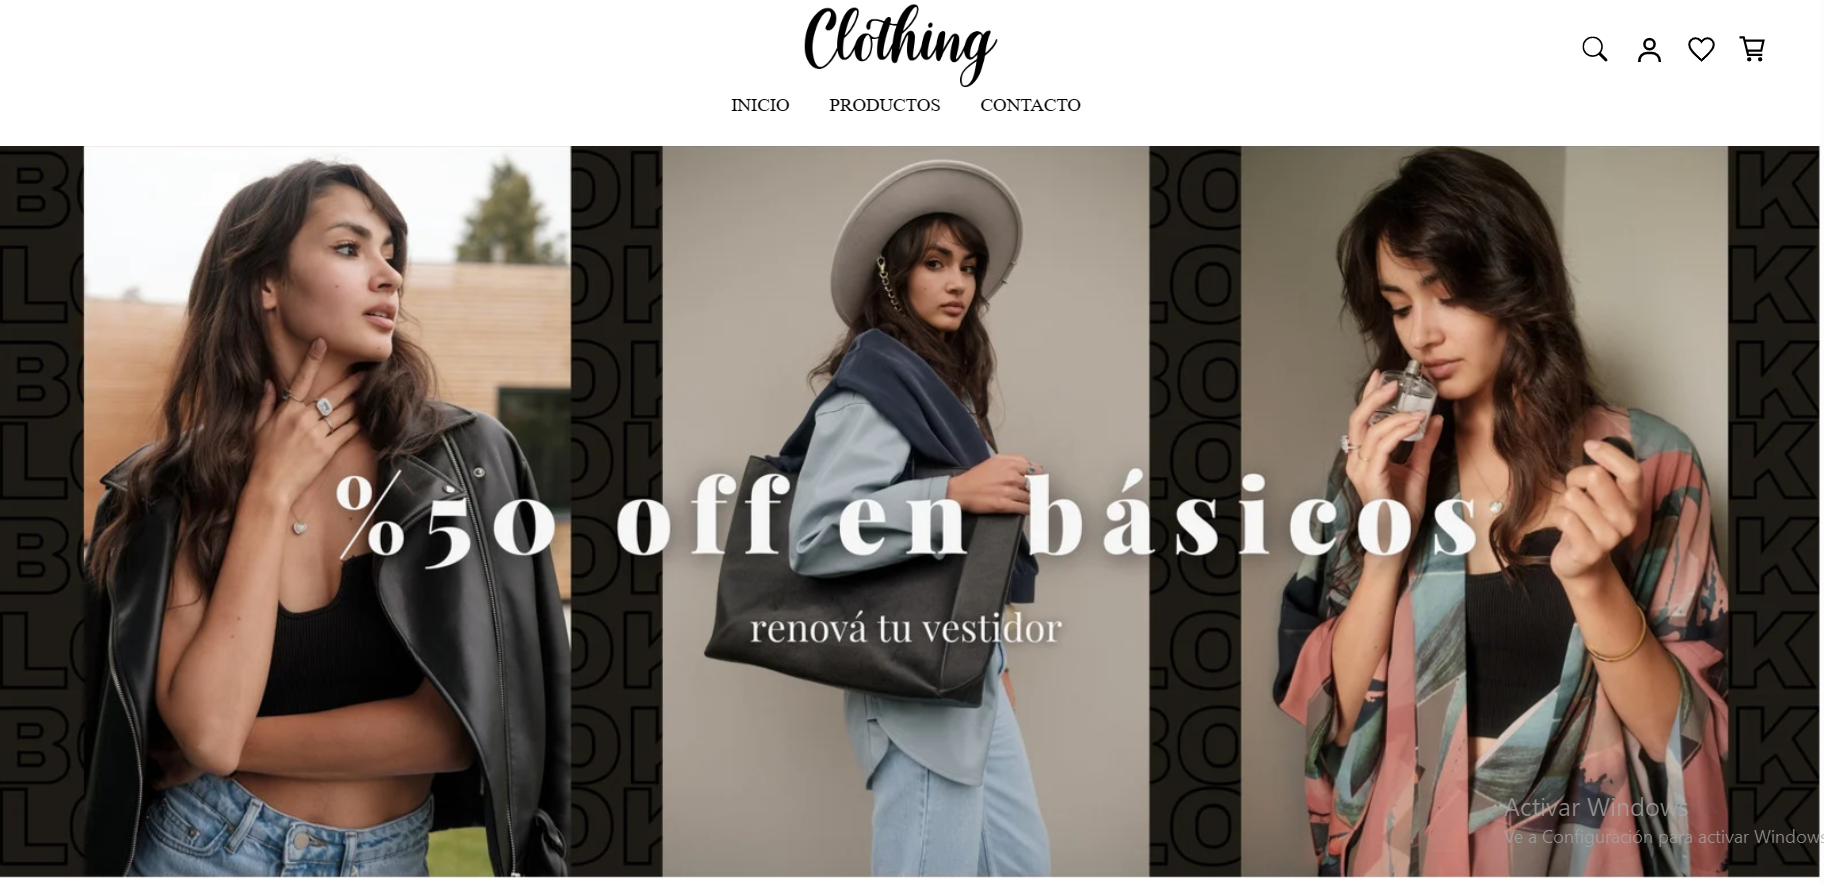 Clothing
INICIO PRODUCTOS CONTACTO
%50 off en básicos
renová tu vestidor
Activar Windows
Ve a Configuración para activar Windows